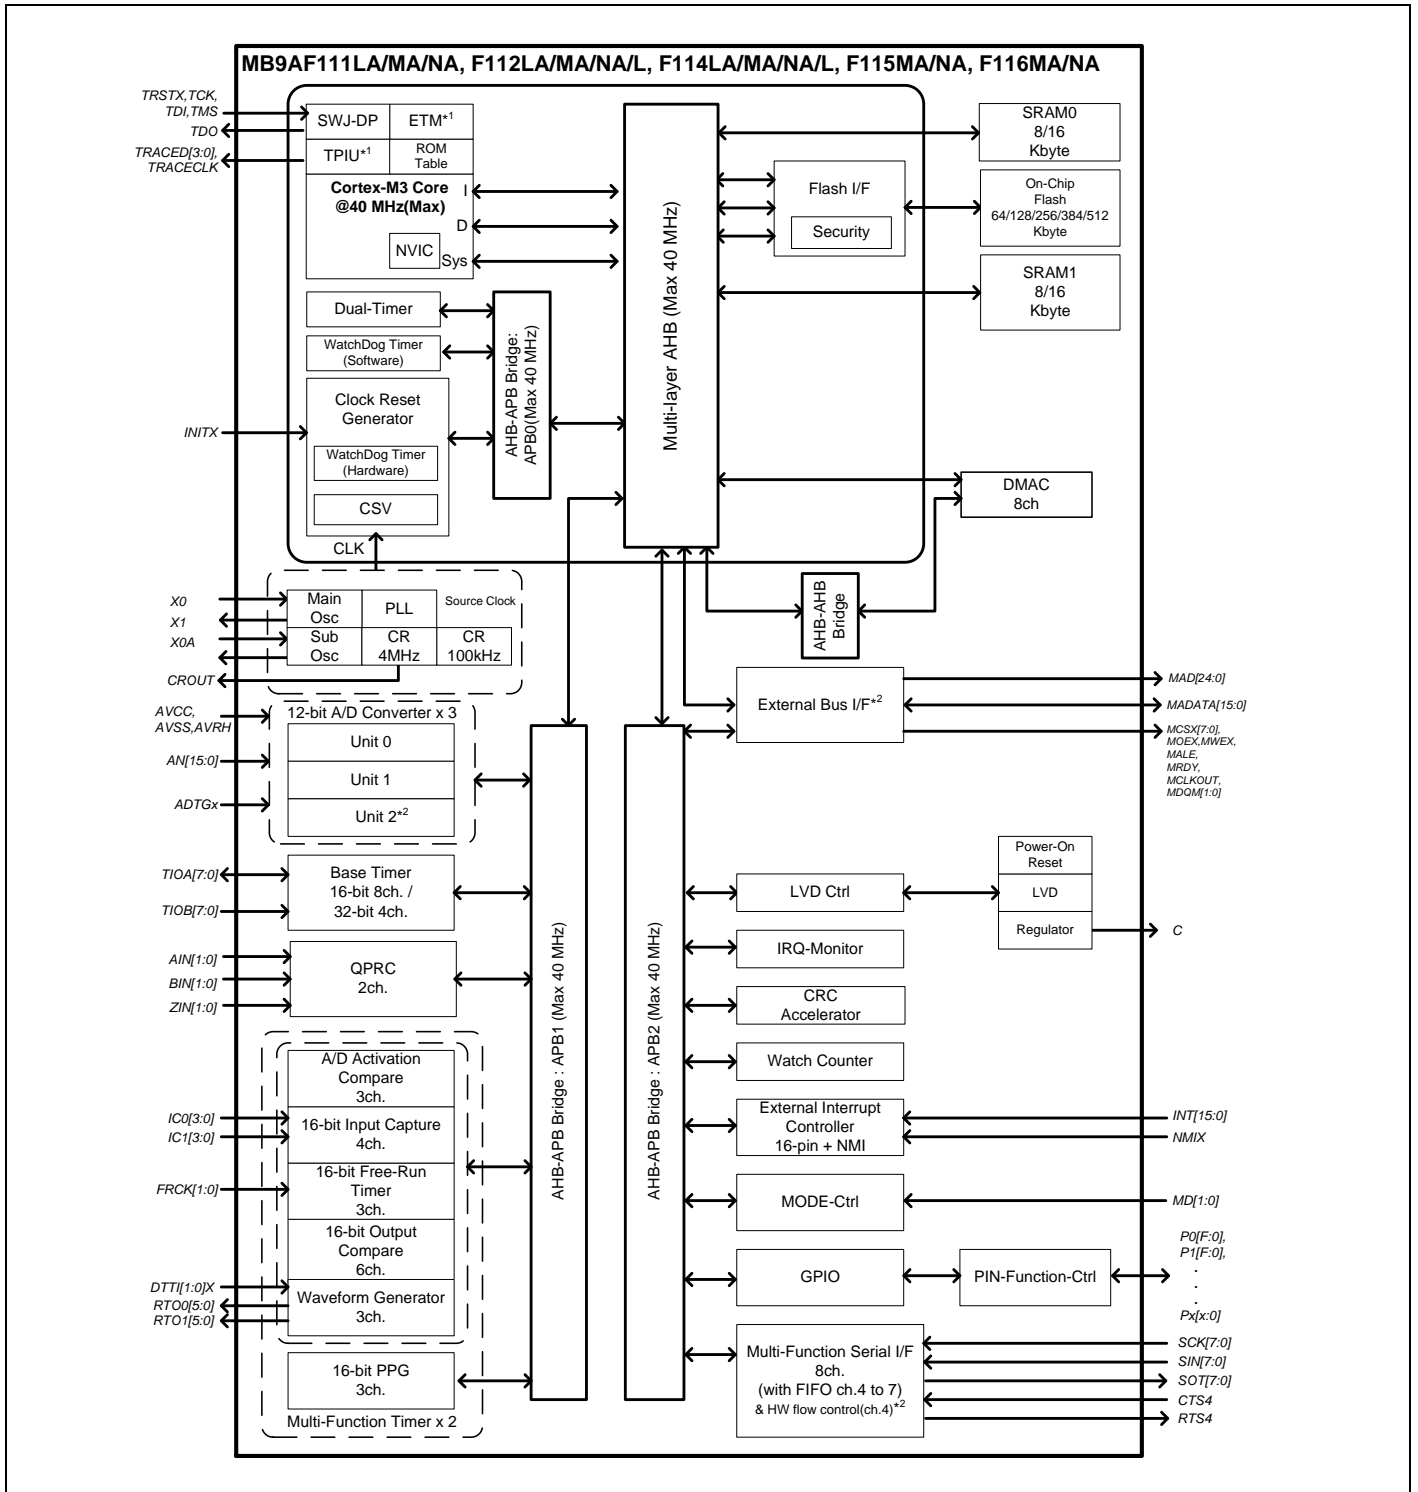 MB9AF111LA/MA/NA, F112LA/MA/NA/L, F114LA/MA/NA/L, F115MA/NA, F116MA/NA
TRSTX,TCK,
TDI,TMS
TDO
TRACED[3:0],
TRACECLK
SWJ-DP
ETM*1
TPIU*1
ROM
Table
Cortex-M3 Core
@40 MHz(Max)
I
D
Sys
NVIC
Dual-Timer
WatchDog Timer
(Software)
Clock Reset
Generator
WatchDog Timer
(Hardware)
CSV
CLK
INITX
AHB-APB Bridge:
APB0(Max 40 MHz)
Multi-layer AHB (Max 40 MHz)
Flash I/F
Security
SRAM0
8/16
Kbyte
On-Chip
Flash
64/128/256/384/512
Kbyte
SRAM1
8/16
Kbyte
DMAC
8ch
AHB-AHB
Bridge
X0
X1
X0A
CROUT
Main
Osc
PLL
Source Clock
Sub
Osc
CR
4MHz
CR
100kHz
AVCC,
AVSS,AVRH
AN[15:0]
ADTGx
12-bit A/D Converter x 3
Unit 0
Unit 1
Unit 2*2
TIOA[7:0]
TIOB[7:0]
Base Timer
16-bit 8ch. /
32-bit 4ch.
AIN[1:0]
BIN[1:0]
ZIN[1:0]
QPRC
2ch.
A/D Activation
Compare
3ch.
IC0[3:0]
IC1[3:0]
16-bit Input Capture
4ch.
FRCK[1:0]
16-bit Free-Run
Timer
3ch.
16-bit Output
Compare
6ch.
DTTI[1:0]X
RTO0[5:0]
RTO1[5:0]
Waveform Generator
3ch.
16-bit PPG
3ch.
Multi-Function Timer x 2
AHB-APB Bridge : APB1 (Max 40 MHz)
AHB-APB Bridge : APB2 (Max 40 MHz)
External Bus I/F*2
MAD[24:0]
MADATA[15:0]
MCSX[7:0],
MOEX,MWEX,
MALE,
MRDY,
MCLKOUT,
MDQM[1:0]
LVD Ctrl
Power-On
Reset
LVD
Regulator
C
IRQ-Monitor
CRC
Accelerator
Watch Counter
External Interrupt
Controller
16-pin + NMI
INT[15:0]
NMIX
MODE-Ctrl
MD[1:0]
GPIO
PIN-Function-Ctrl
P0[F:0],
P1[F:0],
.
.
.
Px[x:0]
Multi-Function Serial I/F
8ch.
(with FIFO ch.4 to 7)
& HW flow control(ch.4)*2
SCK[7:0]
SIN[7:0]
SOT[7:0]
CTS4
RTS4